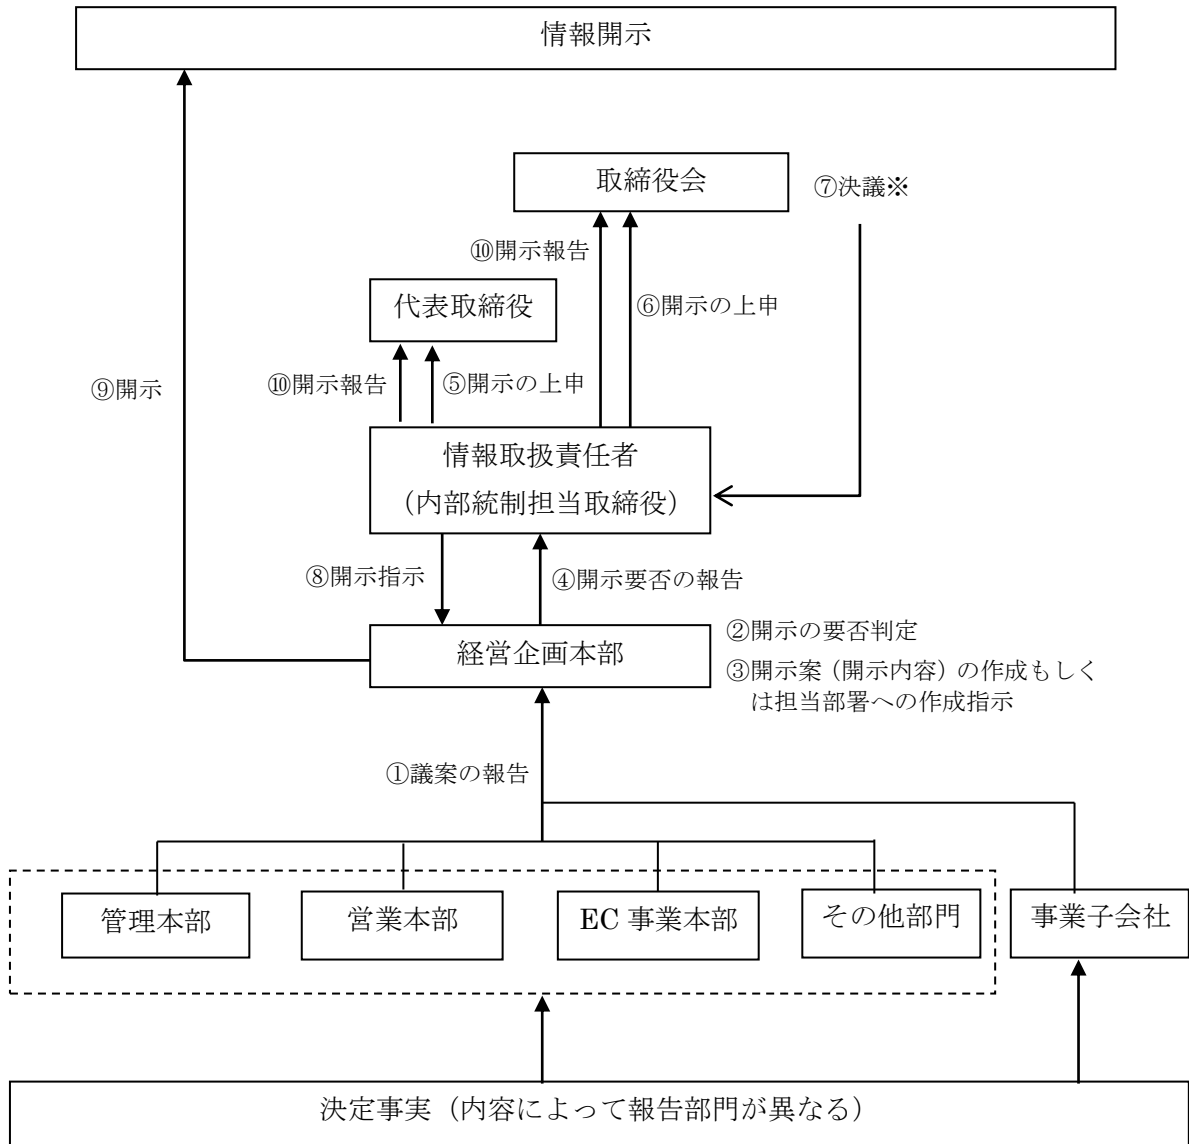 情報開示
取締役会
⑦決議※
⑩開示報告
代表取締役
⑥開示の上申
⑨開示
⑩開示報告
⑤開示の上申
情報取扱責任者
（内部統制担当取締役）
⑧開示指示
④開示要否の報告
経営企画本部
②開示の要否判定
③開示案（開示内容）の作成もしく
は担当部署への作成指示
①議案の報告
管理本部
営業本部
EC 事業本部
その他部門
事業子会社
決定事実（内容によって報告部門が異なる）